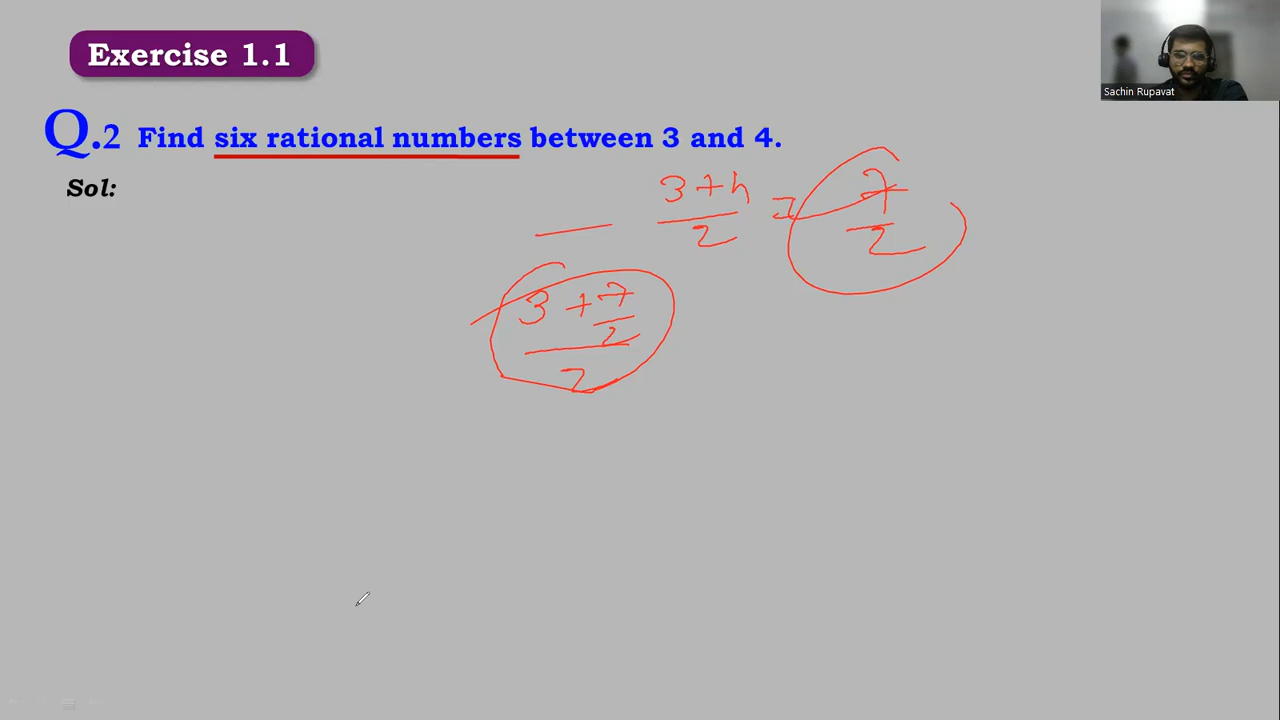 Exercise 1.1
Sachin Rupavat
Q.2 Find six rational numbers between 3 and 4.
Sol:
3+4/2 = 7/2
3+7/2/2